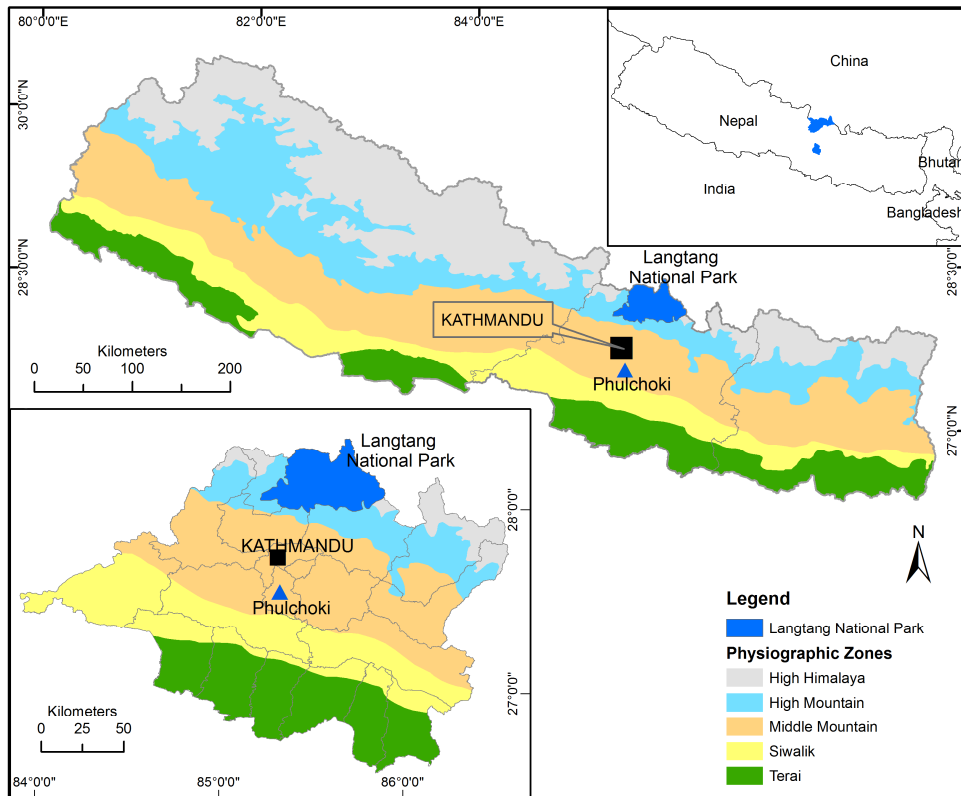 80°0'0"E
82°0'0"
84°0'0"
30°0'0"N
28°30'0"N
China
Nepal
India
Bhutan
Bangladesh
28°30'0"
27°0'0"N
Langtang
National Park
KATHMANDU
Phulchoki
Kilometers
0 50 100 200
Langtang
National Park
KATHMANDU
Phulchoki
Kilometers
0 25 50
28°0'0"
27°0'0"
84°0'0"
85°0'0"
86°0'0"
N
Legend
Langtang National Park
Physiographic Zones
High Himalaya
High Mountain
Middle Mountain
Siwalik
Terai